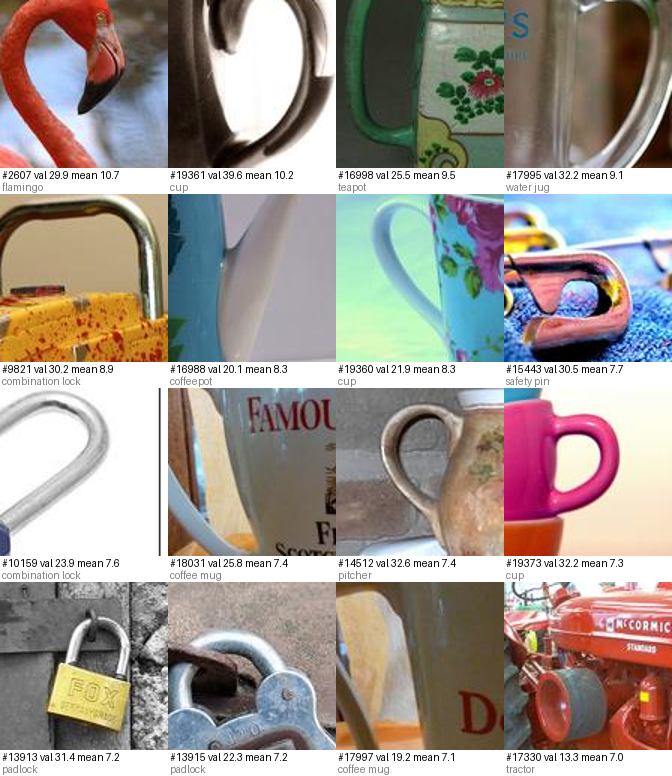 'S
#2607 val 29.9 mean 10.7
flamingo
#19361 val 39.6 mean 10.2
cup
#16998 val 25.5 mean 9.5
teapot
#17995 val 32.2 mean 9.1
water jug
#9821 val 30.2 mean 8.9
combination lock
#16988 val 20.1 mean 8.3
coffeepot
#19360 val 21.9 mean 8.3
cup
#15443 val 30.5 mean 7.7
safety pin
FAMOU
#10159 val 23.9 mean 7.6
combination lock
#18031 val 25.8 mean 7.4
coffee mug
#14512 val 32.6 mean 7.4
pitcher
#19373 val 32.2 mean 7.3
cup
McCORMIC
STANDARD
FOX
D
#13913 val 31.4 mean 7.2
padlock
#13915 val 22.3 mean 7.2
padlock
#17997 val 19.2 mean 7.1
coffee mug
#17330 val 13.3 mean 7.0
tractor